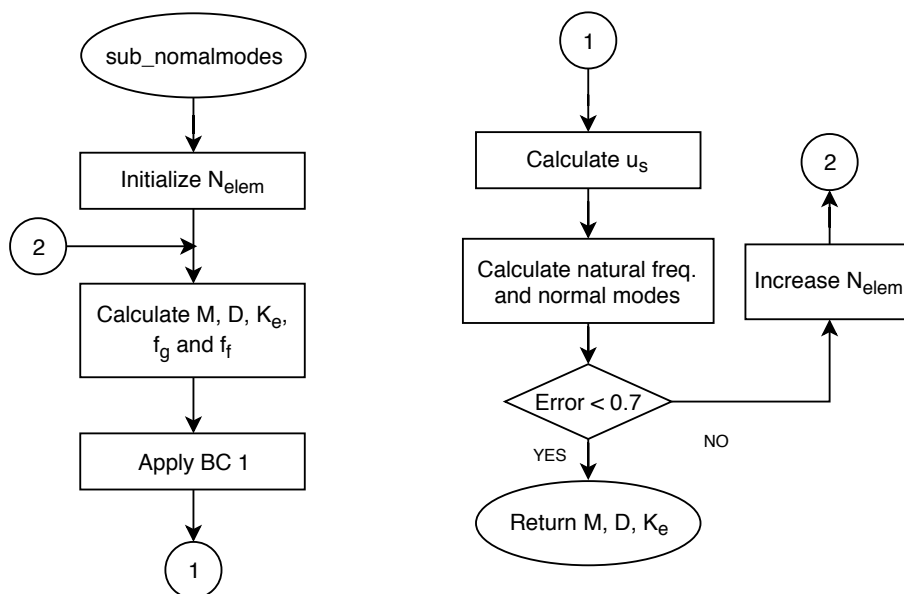 sub_nomalmodes
Initialize N_elem
2
Calculate M, D, K_e,
f_g and f_f
Apply BC 1
1
1
Calculate u_s
Calculate natural freq.
and normal modes
Error < 0.7
YES
NO
Return M, D, K_e
Increase N_elem
2